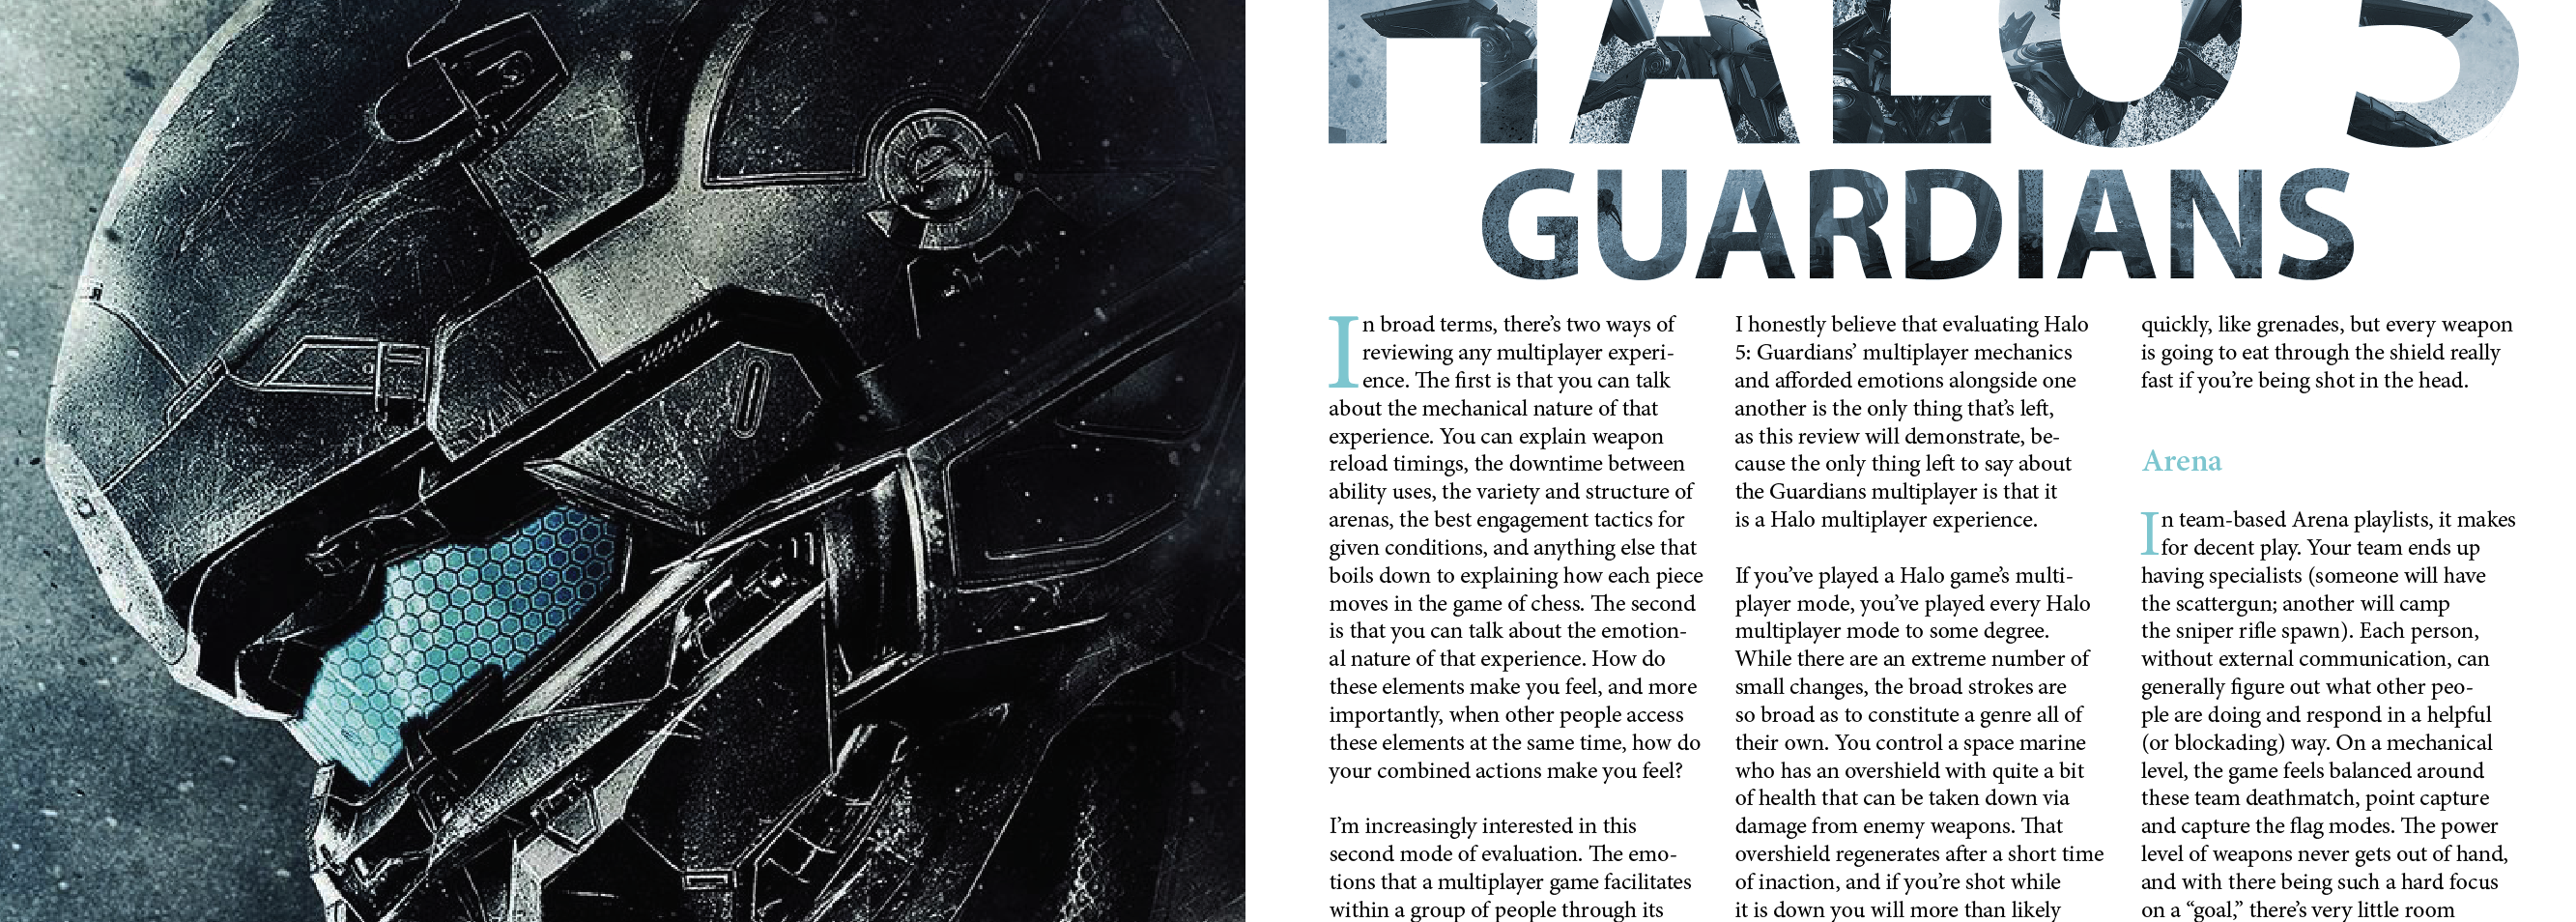 HALO 5
GUARDIANS
In broad terms, there’s two ways of
reviewing any multiplayer experi-
ence. The first is that you can talk
about the mechanical nature of that
experience. You can explain weapon
reload timings, the downtime between
ability uses, the variety and structure of
arenas, the best engagement tactics for
given conditions, and anything else that
boils down to explaining how each piece
moves in the game of chess. The second
is that you can talk about the emotion-
al nature of that experience. How do
these elements make you feel, and more
importantly, when other people access
these elements at the same time, how do
your combined actions make you feel?
I’m increasingly interested in this
second mode of evaluation. The emo-
tions that a multiplayer game facilitates
within a group of people through its
I honestly believe that evaluating Halo
5: Guardians’ multiplayer mechanics
and afforded emotions alongside one
another is the only thing that’s left,
as this review will demonstrate, be-
cause the only thing left to say about
the Guardians multiplayer is that it
is a Halo multiplayer experience.
If you’ve played a Halo game’s multi-
player mode, you’ve played every Halo
multiplayer mode to some degree.
While there are an extreme number of
small changes, the broad strokes are
so broad as to constitute a genre all of
their own. You control a space marine
who has an overshield with quite a bit
of health that can be taken down via
damage from enemy weapons. That
overshield regenerates after a short time
of inaction, and if you’re shot while
it is down you will more than likely
quickly, like grenades, but every weapon
is going to eat through the shield really
fast if you’re being shot in the head.
Arena
In team-based Arena playlists, it makes
for decent play. Your team ends up
having specialists (someone will have
the scattergun; another will camp
the sniper rifle spawn). Each person,
without external communication, can
generally figure out what other peo-
ple are doing and respond in a helpful
(or blockading) way. On a mechanical
level, the game feels balanced around
these team deathmatch, point capture
and capture the flag modes. The power
level of weapons never gets out of hand,
and with there being such a hard focus
on a “goal,” there’s very little room